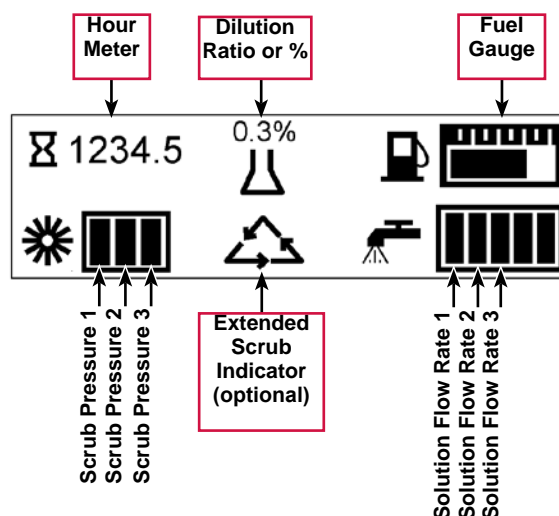 Hour
Meter
Dilution
Ratio or %
Fuel
Gauge
1234.5
0.3%
Extended
Scrub
Indicator
(optional)
Scrub Pressure 1
Scrub Pressure 2
Scrub Pressure 3
Solution Flow Rate 1
Solution Flow Rate 2
Solution Flow Rate 3